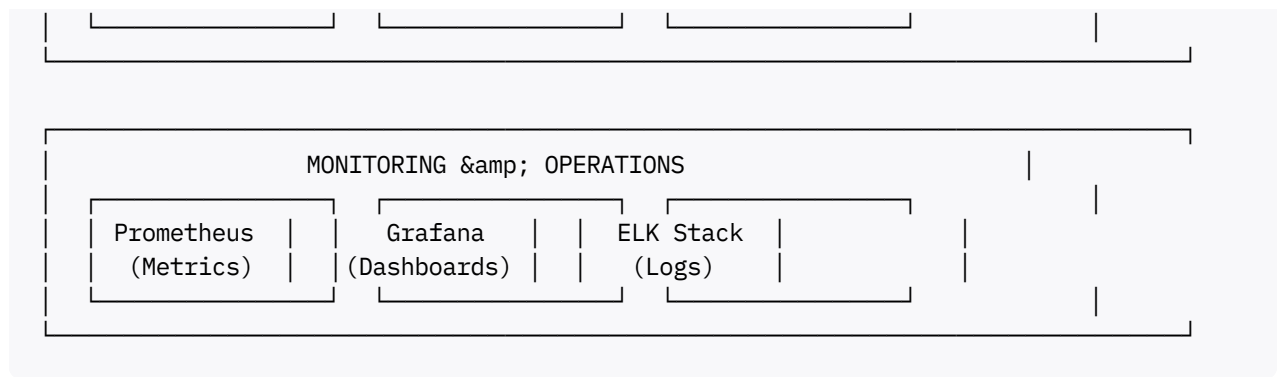 MONITORING &amp; OPERATIONS
Prometheus Grafana ELK Stack
(Metrics) (Dashboards) (Logs)